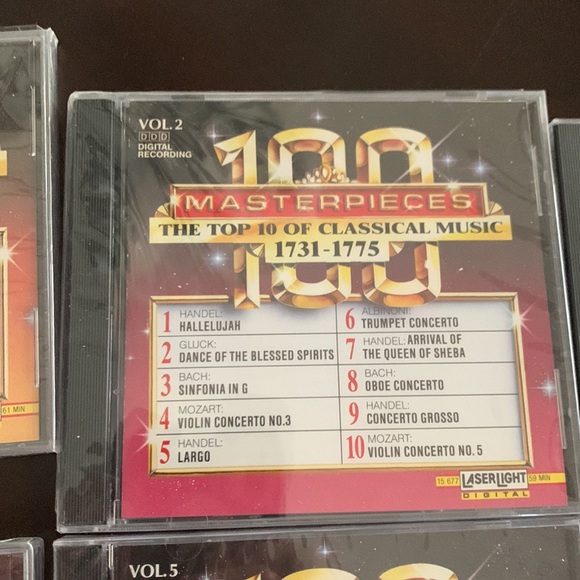 VOL. 2
DDD
DIGITAL
RECORDING
100
MASTERPIECES
THE TOP 10 OF CLASSICAL MUSIC
1731-1775
100
1 HANDEL:
HALLELUJAH
2 GLUCK:
DANCE OF THE BLESSED SPIRITS
3 BACH:
SINFONIA IN G
4 MOZART:
VIOLIN CONCERTO NO.3
5 HANDEL:
LARGO
6 ALBINONI:
TRUMPET CONCERTO
7 HANDEL: ARRIVAL OF
THE QUEEN OF SHEBA
8 BACH:
OBOE CONCERTO
9 HANDEL:
CONCERTO GROSSO
10 MOZART:
VIOLIN CONCERTO NO. 5
15 677 LASERLIGHT 59 MIN
DIGITAL
61 MIN
VOL. 5